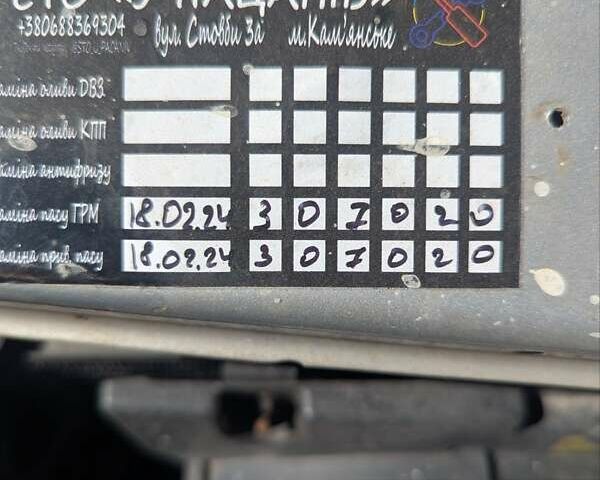 СТО «У ПАЦАНІВ»
+380688369304
вул. Стовби 3а м.Кам'янське
аміна оливи ДВЗ
аміна оливи КПП
аміна антифризу
аміна пасу ГРМ 18.02.24 3 0 7 0 2 0
аміна прив. пасу 18.02.24 3 0 7 0 2 0